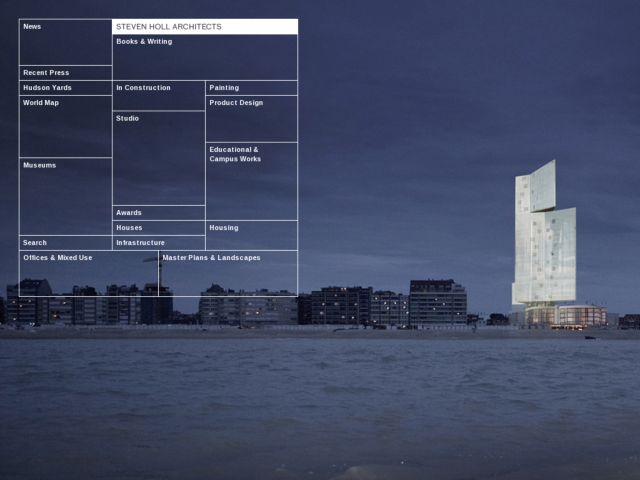 News
STEVEN HOLL ARCHITECTS
Books & Writing
Recent Press
Hudson Yards
In Construction
Painting
World Map
Product Design
Studio
Educational &
Campus Works
Museums
Awards
Houses
Housing
Search
Infrastructure
Offices & Mixed Use
Master Plans & Landscapes